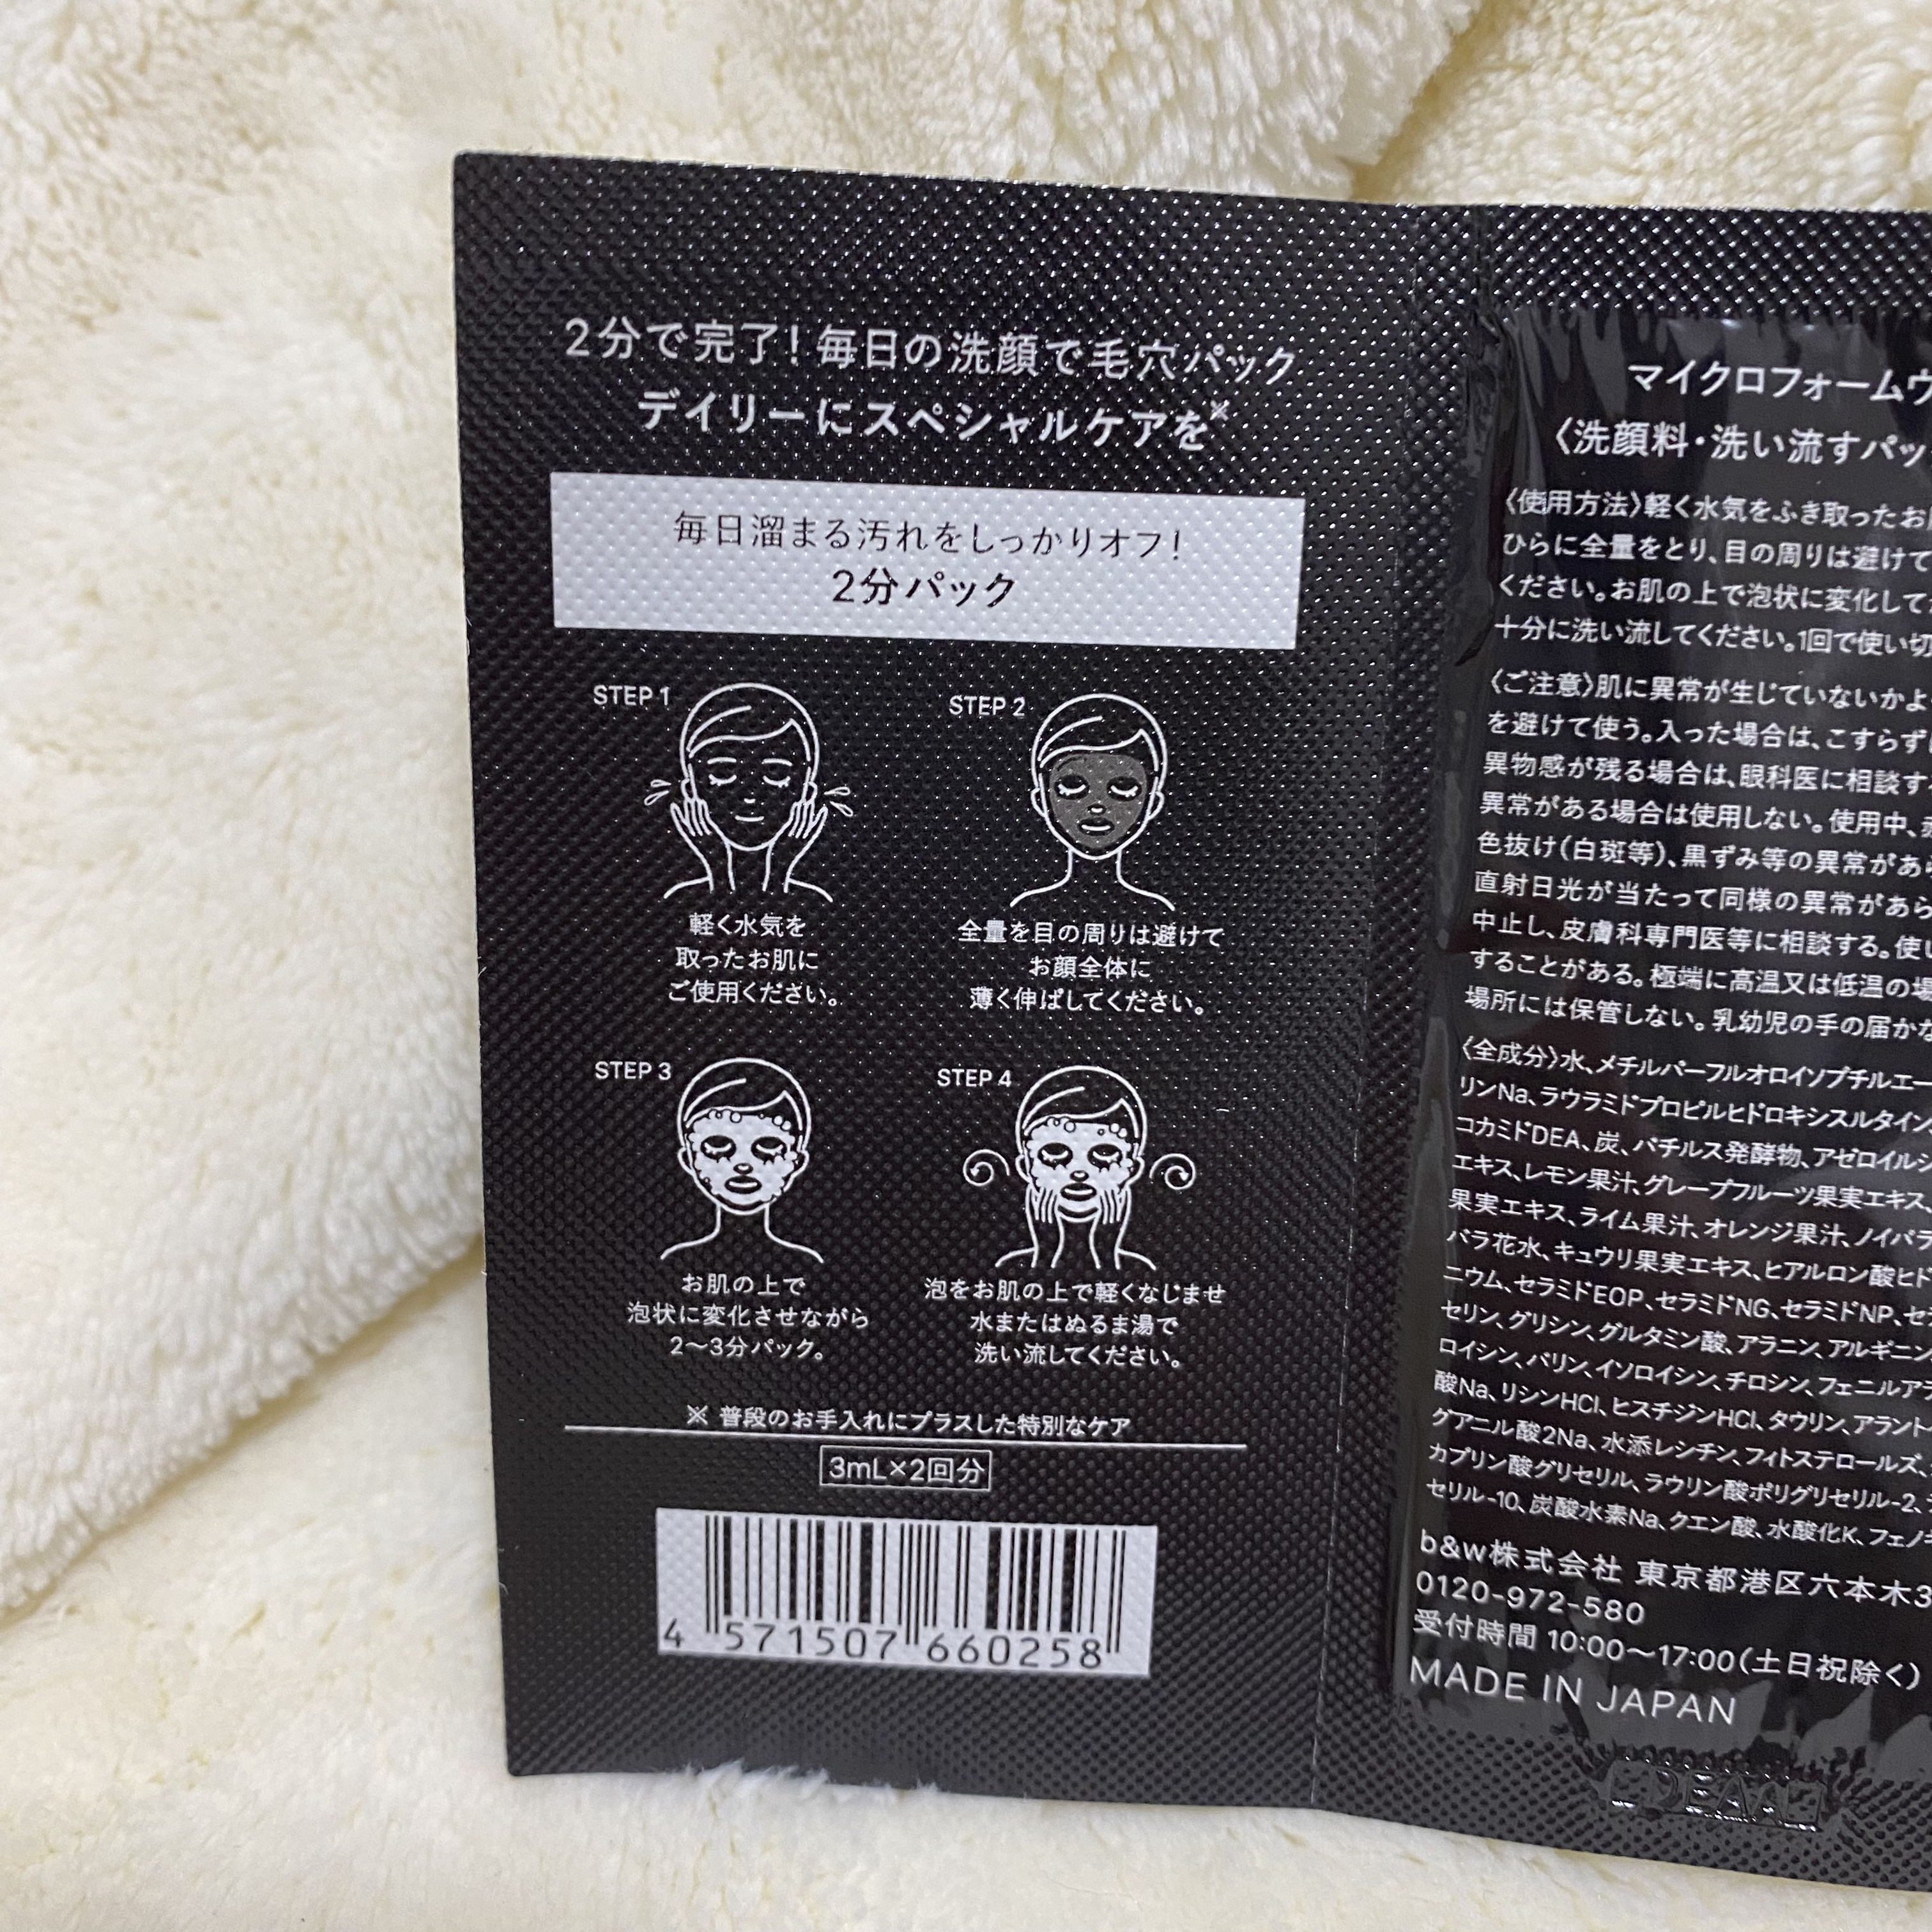 2分で完了！毎日の洗顔で毛穴パック
デイリーにスペシャルケアを※
毎日溜まる汚れをしっかりオフ！
2分パック
STEP 1
軽く水気を
取ったお肌に
ご使用ください。
STEP 2
全量を目の周りは避けて
お顔全体に
薄く伸ばしてください。
STEP 3
お肌の上で
泡状に変化させながら
2〜3分パック。
STEP 4
泡をお肌の上で軽くなじませ
水またはぬるま湯で
洗い流してください。
※ 普段のお手入れにプラスした特別なケア
3mL×2回分
4 571507 660258
マイクロフォームウ
〈洗顔料・洗い流すパッ
〈使用方法〉軽く水気をふき取ったお
ひらに全量をとり、目の周りは避けて
ください。お肌の上で泡状に変化して
十分に洗い流してください。1回で使い切
〈ご注意〉肌に異常が生じていないかよ
を避けて使う。入った場合は、こすらず
異物感が残る場合は、眼科医に相談す
異常がある場合は使用しない。使用中、
色抜け(白斑等)、黒ずみ等の異常があ
直射日光が当たって同様の異常があら
中止し、皮膚科専門医等に相談する。使
することがある。極端に高温又は低温の場
場所には保管しない。乳幼児の手の届かな
〈全成分〉水、メチルパーフルオロイソブチルエー
リンNa、ラウラミドプロピルヒドロキシスルタイン、
コカミドDEA、炭、バチルス発酵物、アゼロイルジ
エキス、レモン果汁、グレープフルーツ果実エキス、
果実エキス、ライム果汁、オレンジ果汁、ノイバラ
バラ花水、キュウリ果実エキス、ヒアルロン酸ヒド
ニウム、セラミドEOP、セラミドNG、セラミドNP、セ
セリン、グリシン、グルタミン酸、アラニン、アルギニン
ロイシン、バリン、イソロイシン、チロシン、フェニルア
酸Na、リシンHCl、ヒスチジンHCl、タウリン、アラント
グアニル酸2Na、水添レシチン、フィトステロールズ、
カプリン酸グリセリル、ラウリン酸ポリグリセリル-2、
セリル-10、炭酸水素Na、クエン酸、水酸化K、フェノ
b&w株式会社 東京都港区六本木3
0120-972-580
受付時間 10:00〜17:00(土日祝除く)
MADE IN JAPAN